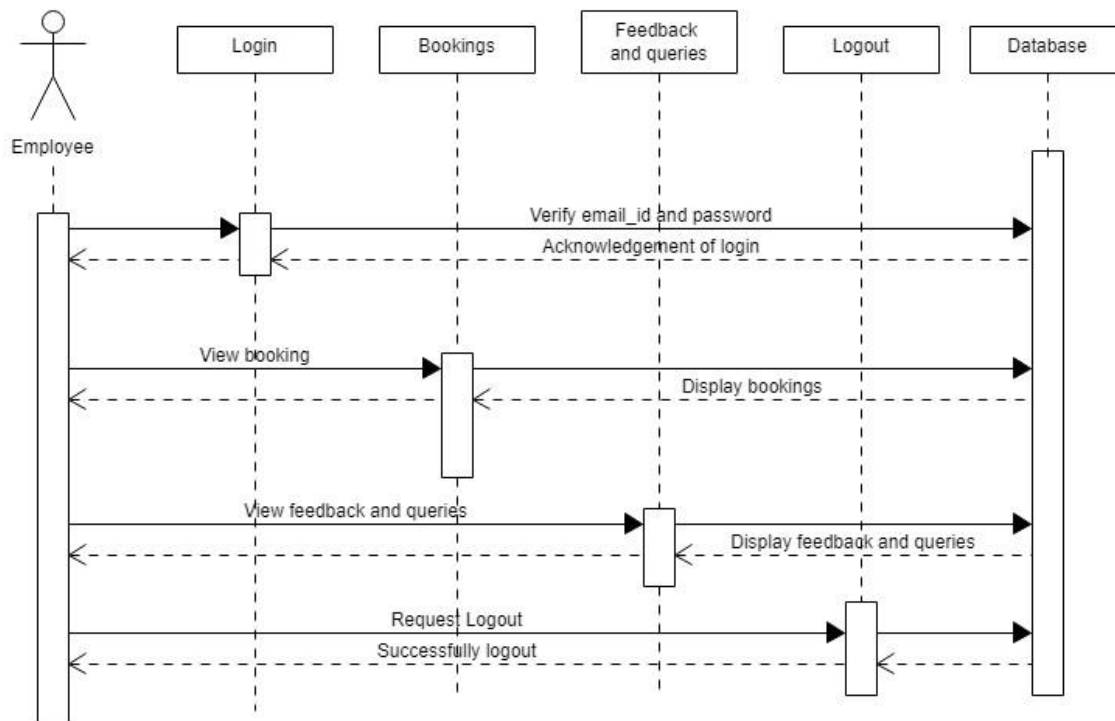 Login
Bookings
Feedback
and queries
Logout
Database
Employee
Verify email_id and password
Acknowledgement of login
View booking
Display bookings
View feedback and queries
Display feedback and queries
Request Logout
Successfully logout